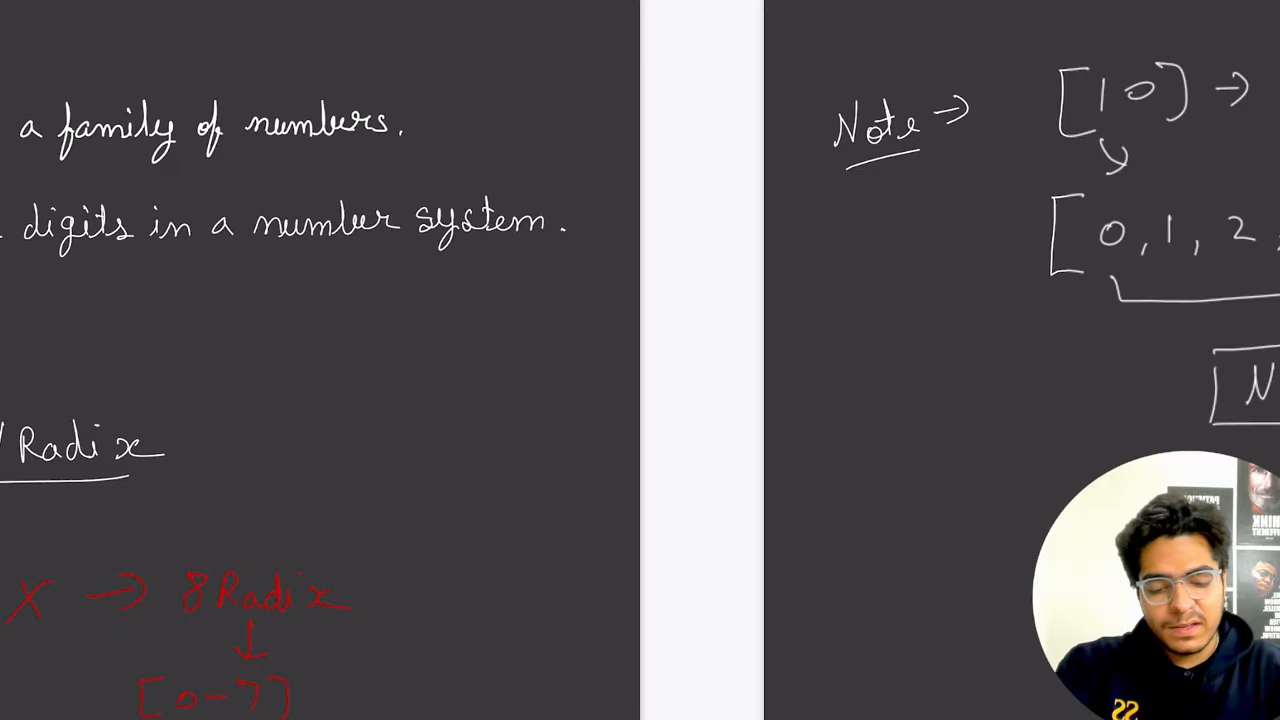 a family of numbers.
digits in a number system.
Radix
X → 8 Radix
↓
[0-7]
Note → [10] →
[ 0, 1, 2
N